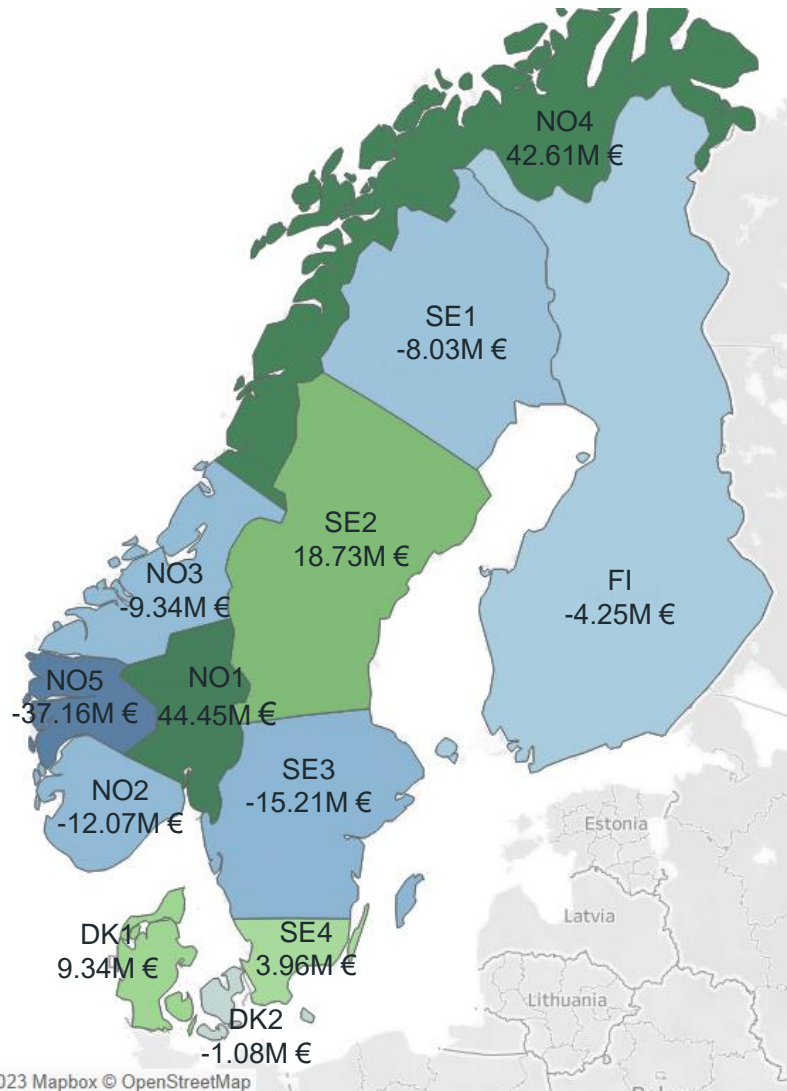 NO4
42.61M €
SE1
-8.03M €
SE2
18.73M €
NO3
-9.34M €
FI
-4.25M €
NO5
-37.16M €
NO1
44.45M €
SE3
-15.21M €
NO2
-12.07M €
Estonia
Latvia
DK1
9.34M €
SE4
3.96M €
Lithuania
DK2
-1.08M €
023 Mapbox © OpenStreetMap